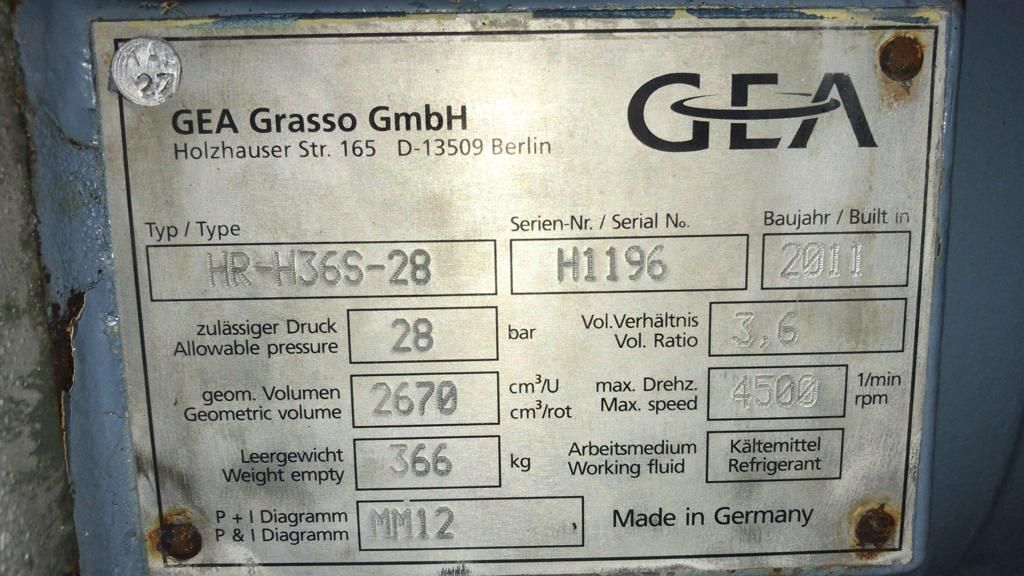 27
GEA Grasso GmbH
Holzhauser Str. 165 D-13509 Berlin
GEA
Typ / Type
HR-H36S-28
Serien-Nr. / Serial No.
H1196
Baujahr / Built in
2011
zulässiger Druck
Allowable pressure
28
bar
Vol.Verhältnis
Vol. Ratio
3,6
geom. Volumen
Geometric volume
2670
cm³/U
cm³/rot
max. Drehz.
Max. speed
4500
1/min
rpm
Leergewicht
Weight empty
366
kg
Arbeitsmedium
Working fluid
Kältemittel
Refrigerant
P + I Diagramm
P & I Diagramm
MM12
Made in Germany